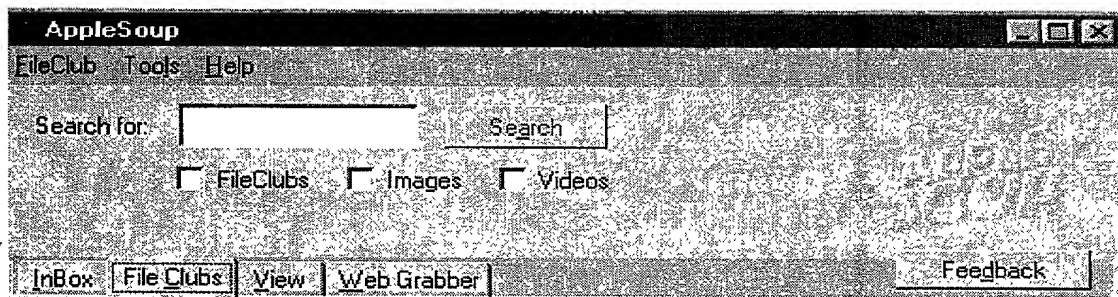 AppleSoup
FileClub Tools Help
Search for: Search
FileClubs Images Videos
InBox File Clubs View Web Grabber Feedback